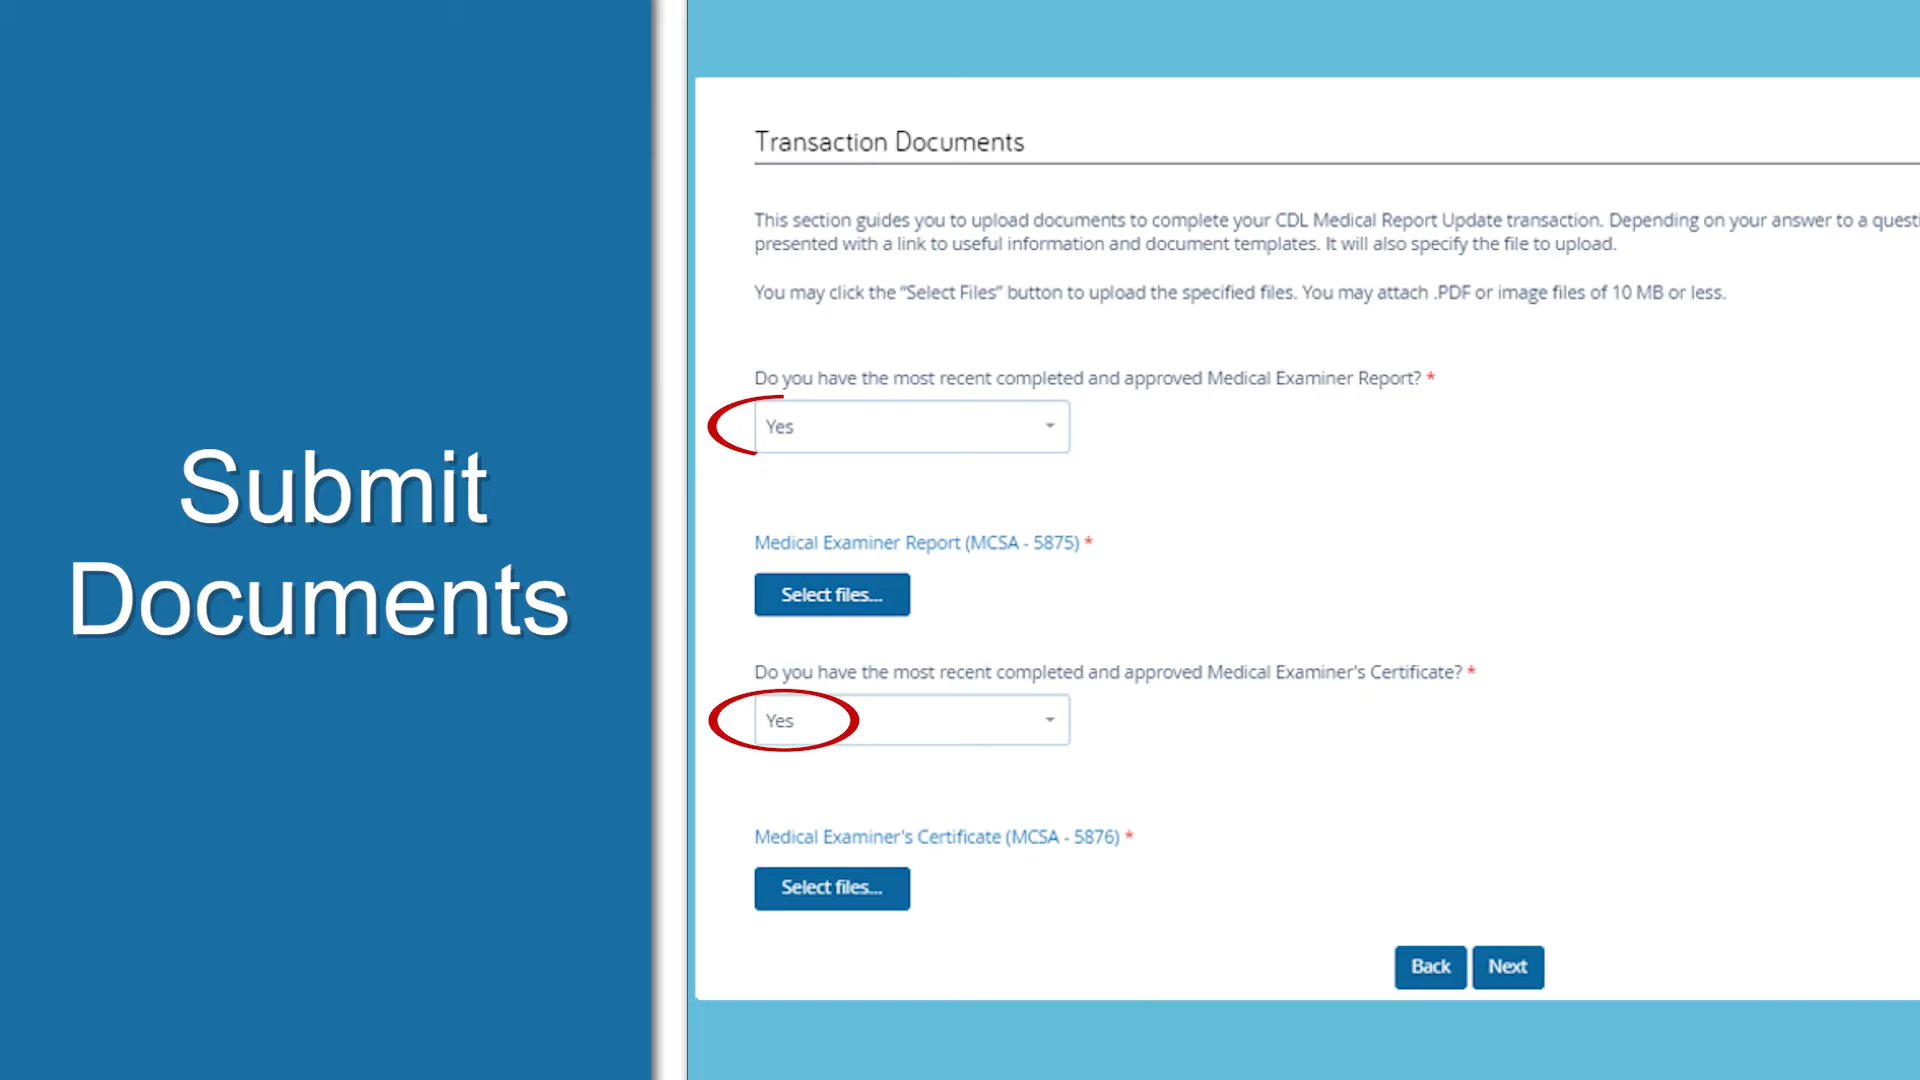 Submit
Documents
Transaction Documents
This section guides you to upload documents to complete your CDL Medical Report Update transaction. Depending on your answer to a
presented with a link to useful information and document templates. It will also specify the file to upload.
You may click the “Select Files” button to upload the specified files. You may attach .PDF or image files of 10 MB or less.
Do you have the most recent completed and approved Medical Examiner Report? *
Yes
Medical Examiner Report (MCSA - 5875) *
Select files...
Do you have the most recent completed and approved Medical Examiner's Certificate? *
Yes
Medical Examiner's Certificate (MCSA - 5876) *
Select files...
Back Next